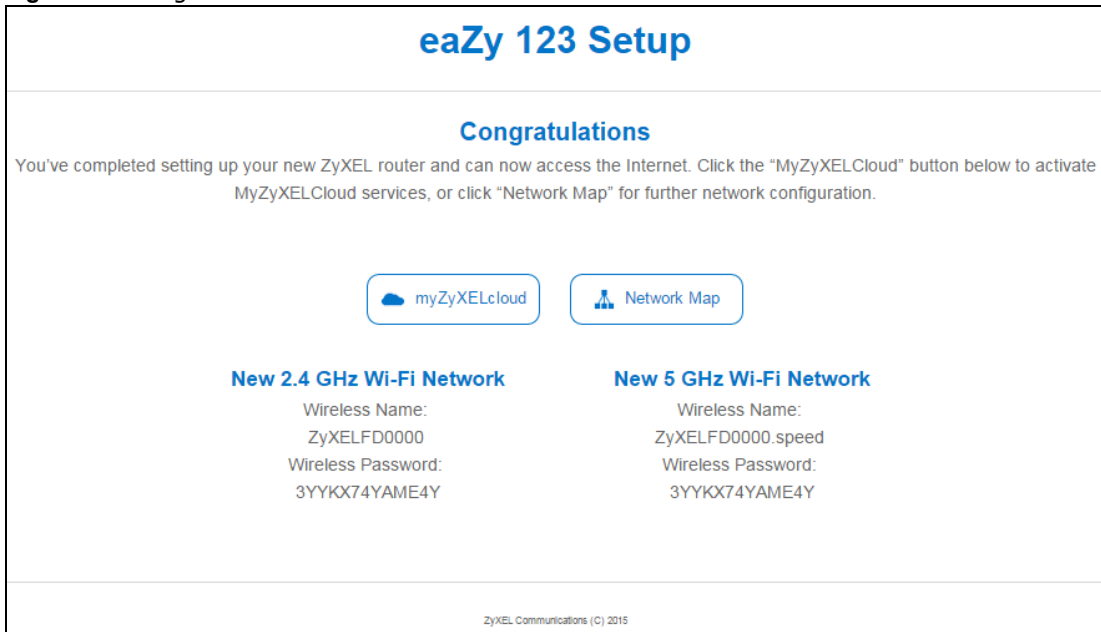 eaZy 123 Setup
Congratulations
You've completed setting up your new ZyXEL router and can now access the Internet. Click the “MyZyXELCloud” button below to activate
MyZyXELCloud services, or click “Network Map” for further network configuration.
myZyXELcloud
Network Map
New 2.4 GHz Wi-Fi Network
Wireless Name:
ZyXELFD0000
Wireless Password:
3YYKX74YAME4Y
New 5 GHz Wi-Fi Network
Wireless Name:
ZyXELFD0000.speed
Wireless Password:
3YYKX74YAME4Y
ZyXEL Communications (C) 2015